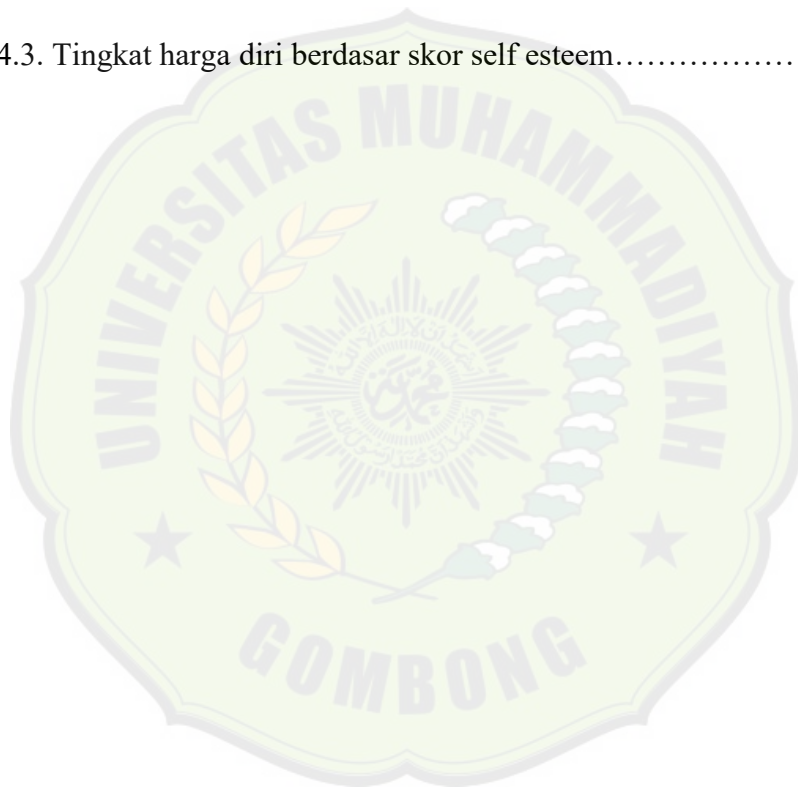 4.3. Tingkat harga diri berdasar skor self esteem………………
UNIVERSITAS MUHAMMADIYAH
GOMBONG